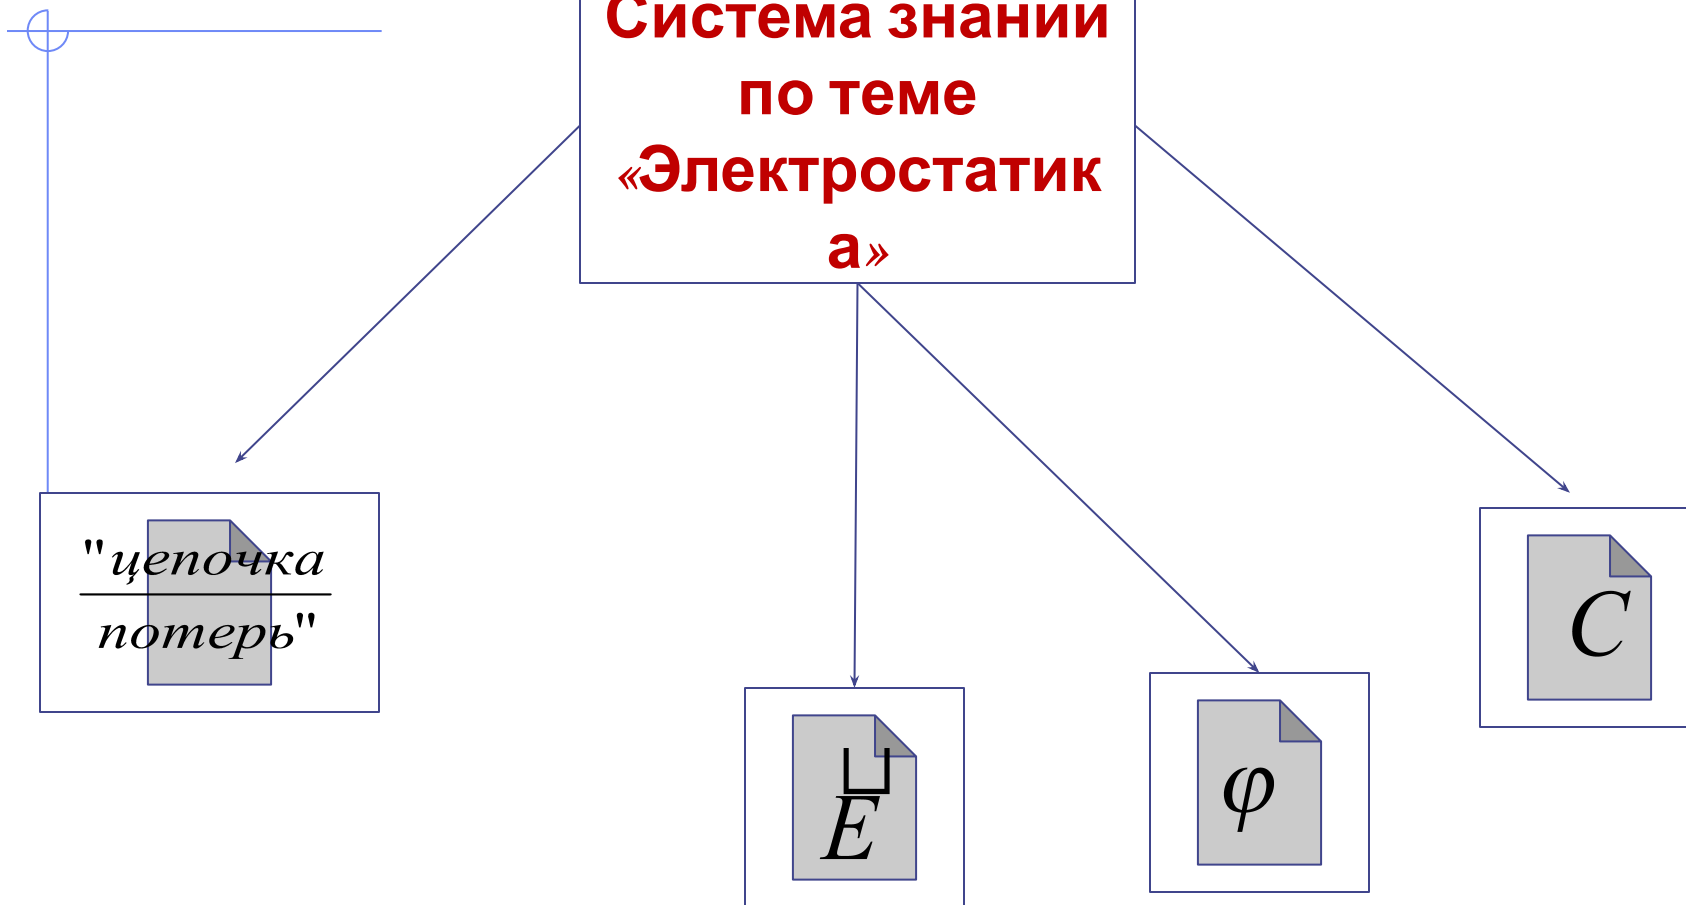 Система знаний
по теме
«Электростатик
а»
"цепочка
потерь"
E
φ
C